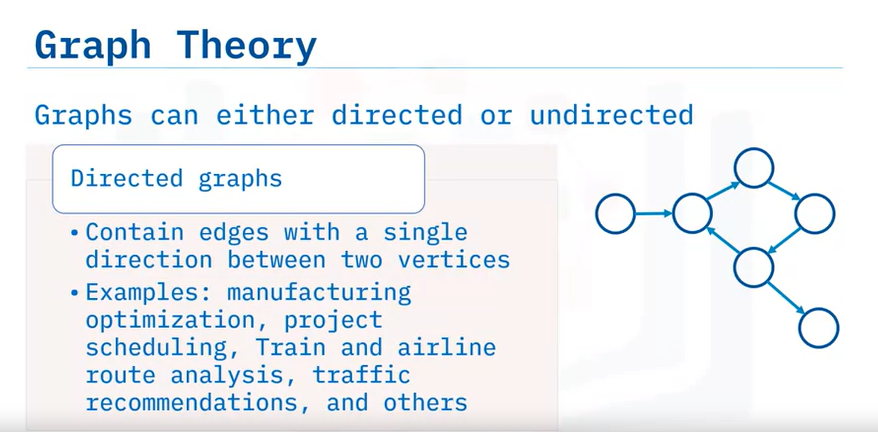 Graph Theory
Graphs can either directed or undirected
Directed graphs
•Contain edges with a single
direction between two vertices
•Examples: manufacturing
optimization, project
scheduling, Train and airline
route analysis, traffic
recommendations, and others